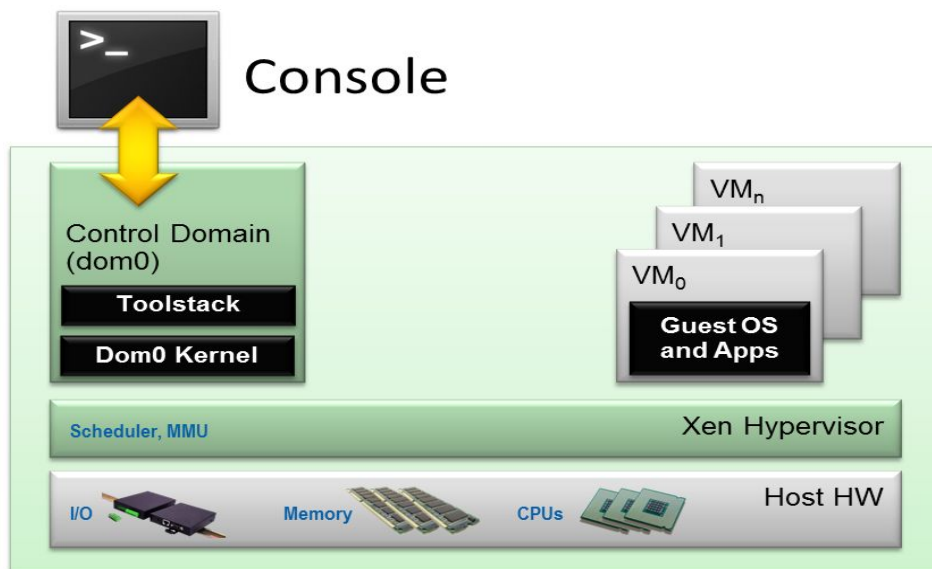 >_
Console
Control Domain
(dom0)
Toolstack
Dom0 Kernel
VMn
VM1
VM0
Guest OS
and Apps
Scheduler, MMU
Xen Hypervisor
I/O
Memory
CPUs
Host HW